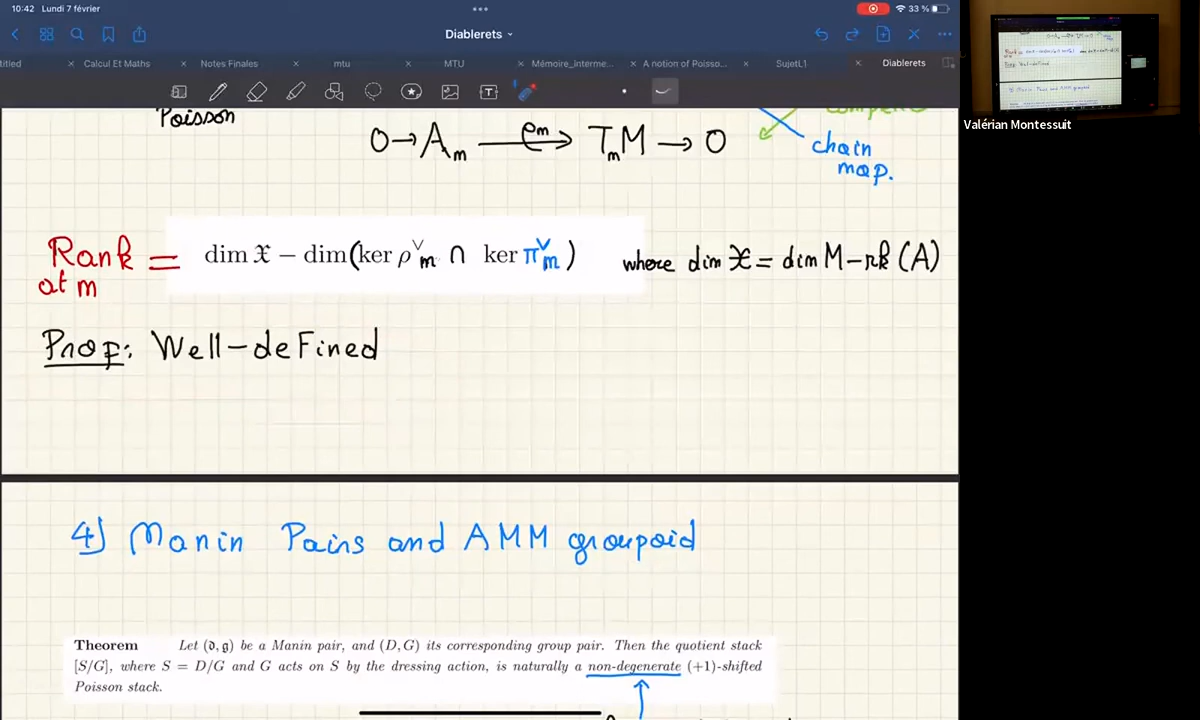 10:42 Lundi 7 février
33 %
Diablerets
Calcul Et Maths
Notes Finales
mtu
MTU
Mémoire_Interme...
A notion of Poisso...
SujetL1
Diablerets
Poisson
0 → A_m —ρ_m→ T_mM → 0
chain
map.
Rank = dim 𝔛 − dim(ker ρ^∨_m ∩ ker π^∨_m) where dim 𝔛 = dim M − rk (A)
at m
Prop: Well-defined
4) Manin Pairs and AMM groupoid
Theorem Let (𝔡, 𝔤) be a Manin pair, and (D, G) its corresponding group pair. Then the quotient stack
[S/G], where S = D/G and G acts on S by the dressing action, is naturally a non-degenerate (+1)-shifted
Poisson stack.
Valérian Montessuit